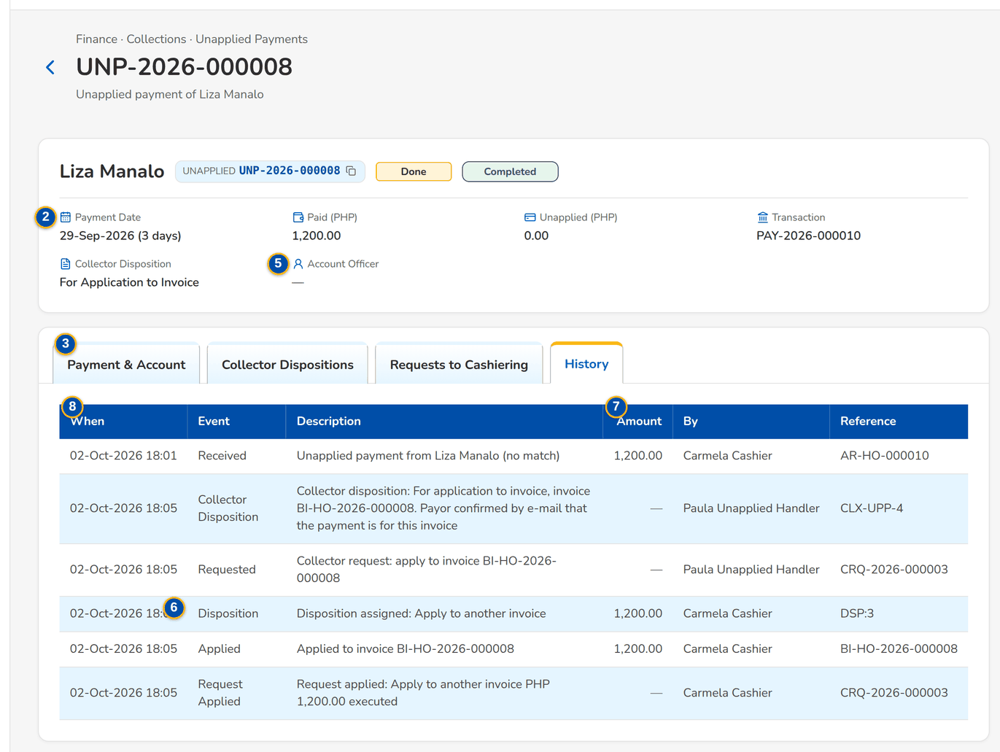 Finance · Collections · Unapplied Payments
UNP-2026-000008
Unapplied payment of Liza Manalo
Liza Manalo UNAPPLIED UNP-2026-000008 Done Completed
2 Payment Date Paid (PHP) Unapplied (PHP) Transaction
29-Sep-2026 (3 days) 1,200.00 0.00 PAY-2026-000010
Collector Disposition 5 Account Officer
For Application to Invoice —
3
Payment & Account Collector Dispositions Requests to Cashiering History
8 7
When Event Description Amount By Reference
02-Oct-2026 18:01 Received Unapplied payment from Liza Manalo (no match) 1,200.00 Carmela Cashier AR-HO-000010
02-Oct-2026 18:05 Collector Disposition Collector disposition: For application to invoice, invoice
BI-HO-2026-000008. Payor confirmed by e-mail that
the payment is for this invoice — Paula Unapplied Handler CLX-UPP-4
02-Oct-2026 18:05 Requested Collector request: apply to invoice BI-HO-2026-
000008 — Paula Unapplied Handler CRQ-2026-000003
6
02-Oct-2026 18: Disposition Disposition assigned: Apply to another invoice 1,200.00 Carmela Cashier DSP:3
02-Oct-2026 18:05 Applied Applied to invoice BI-HO-2026-000008 1,200.00 Carmela Cashier BI-HO-2026-000008
02-Oct-2026 18:05 Request Applied Request applied: Apply to another invoice PHP
1,200.00 executed — Carmela Cashier CRQ-2026-000003